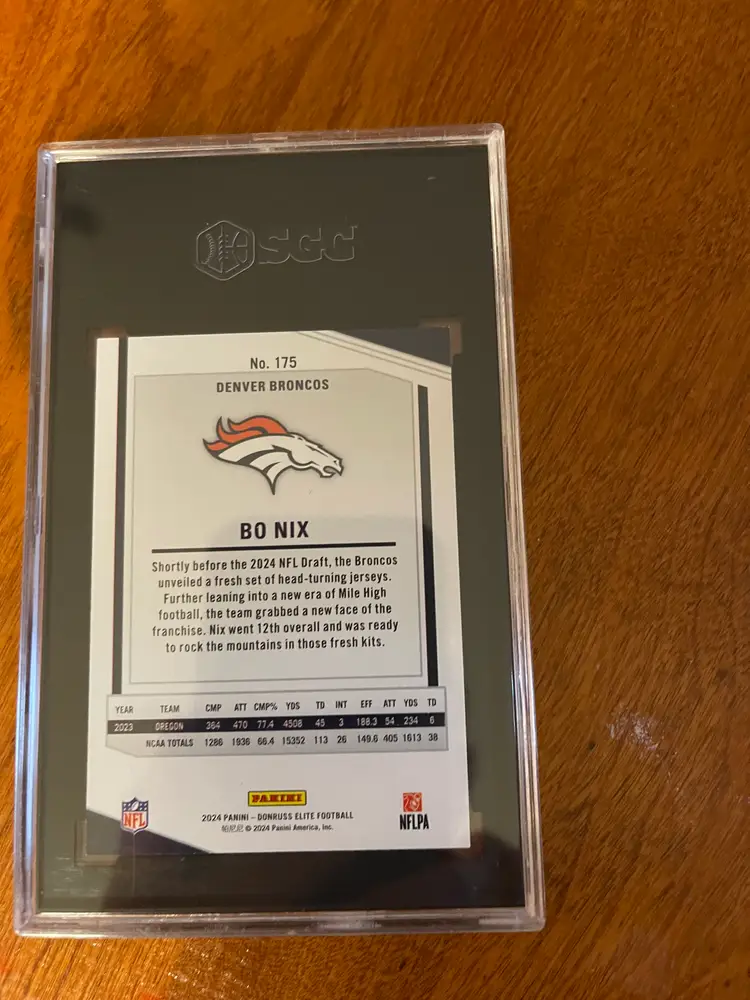 SGC
No. 175
DENVER BRONCOS
BO NIX
Shortly before the 2024 NFL Draft, the Broncos
unveiled a fresh set of head-turning jerseys.
Further leaning into a new era of Mile High
football, the team grabbed a new face of the
franchise. Nix went 12th overall and was ready
to rock the mountains in those fresh kits.
YEAR TEAM CMP ATT CMP% YDS TD INT EFF ATT YDS TD
2023 OREGON 364 470 77.4 4508 45 3 188.3 54 234 6
NCAA TOTALS 1286 1936 66.4 15352 113 26 149.6 405 1613 38
PANINI
NFL
2024 PANINI – DONRUSS ELITE FOOTBALL
帕尼尼 © 2024 Panini America, Inc.
NFLPA